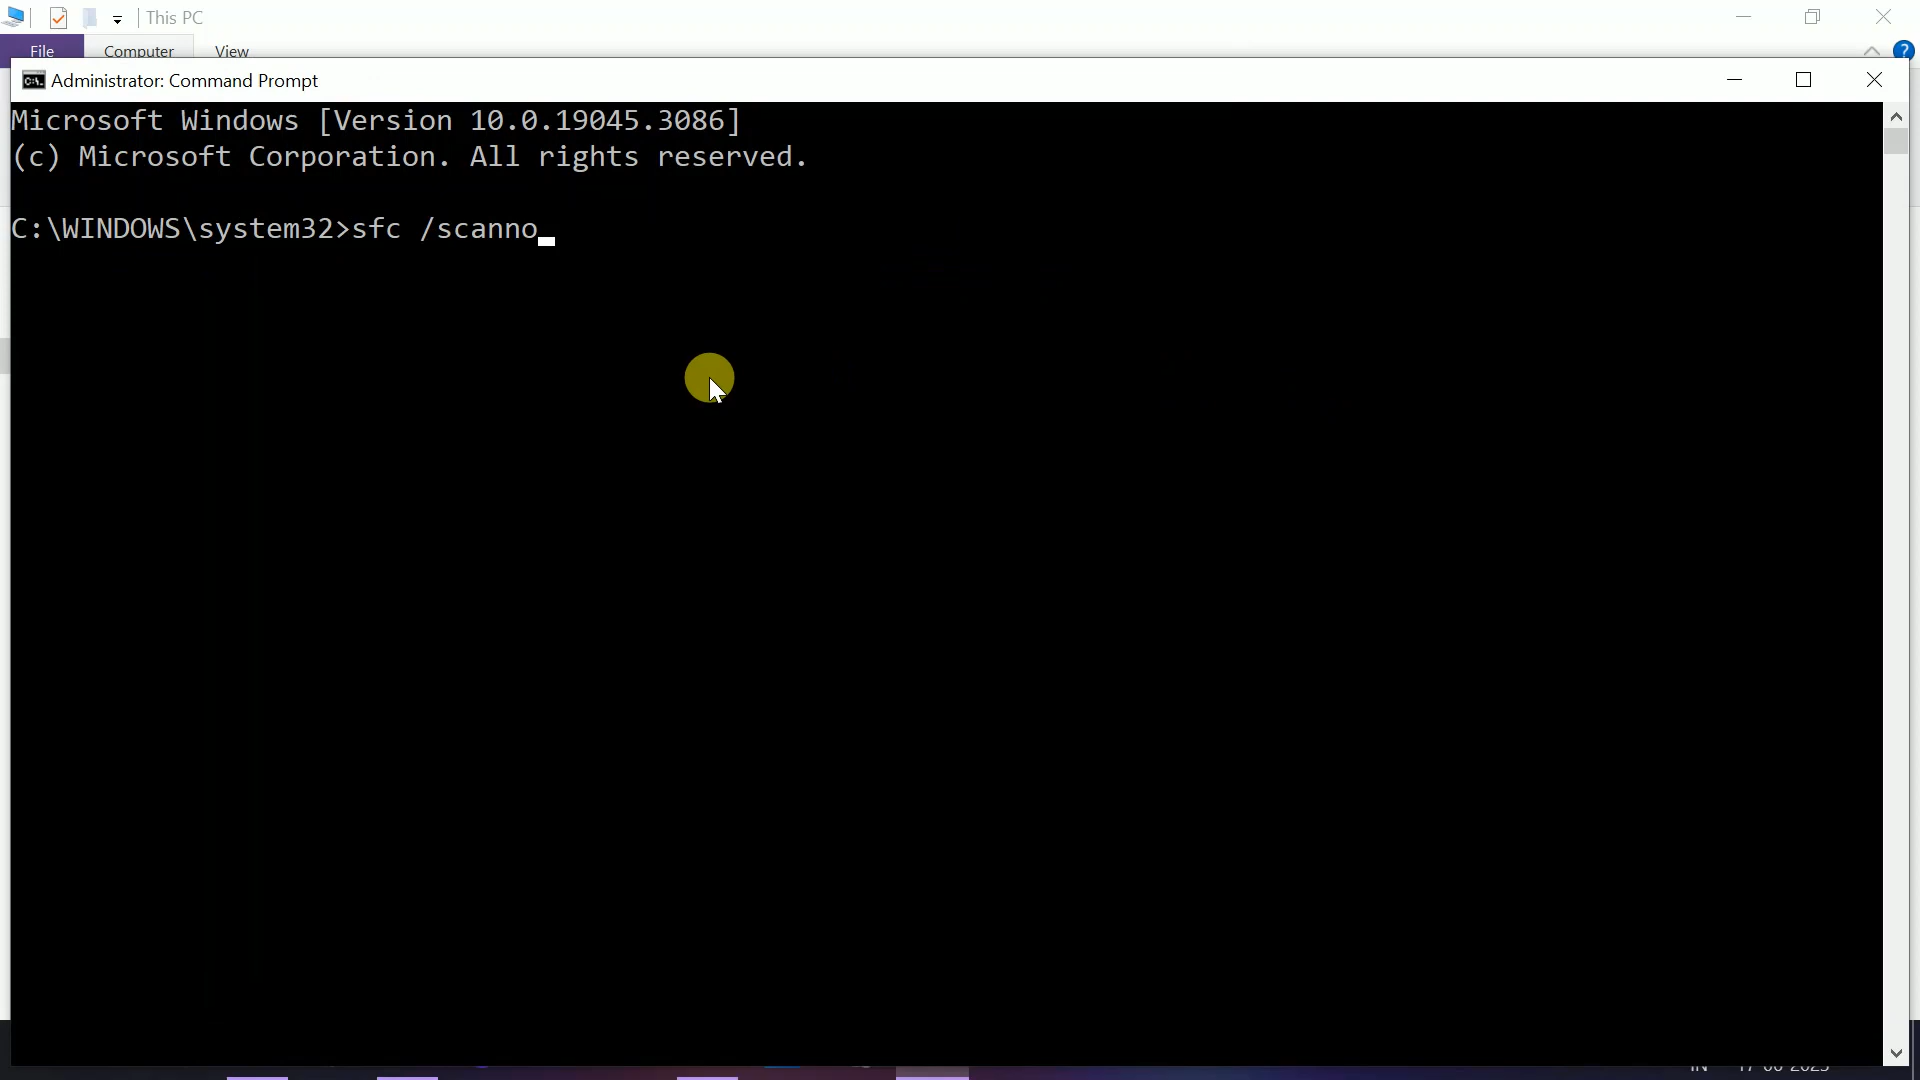 This PC
File Computer View
Administrator: Command Prompt
Microsoft Windows [Version 10.0.19045.3086]
(c) Microsoft Corporation. All rights reserved.
C:\WINDOWS\system32>sfc /scanno